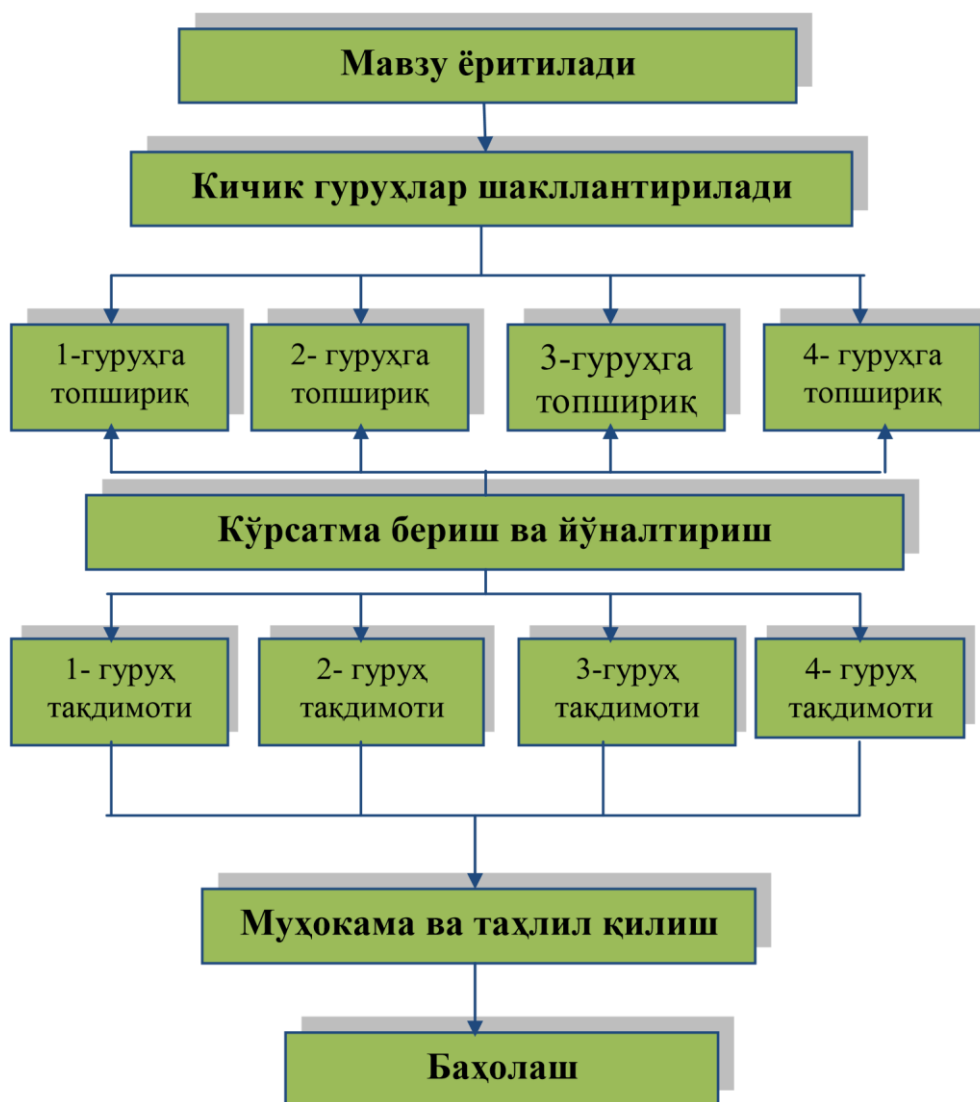 Мавзу ёритилади
Кичик гуруҳлар шакллантирилади
1-гуруҳга
топшириқ
2- гуруҳга
топшириқ
3-гуруҳга
топшириқ
4- гуруҳга
топшириқ
Кўрсатма бериш ва йўналтириш
1- гуруҳ
тақдимоти
2- гуруҳ
тақдимоти
3-гуруҳ
тақдимоти
4- гуруҳ
тақдимоти
Муҳокама ва таҳлил қилиш
Баҳолаш